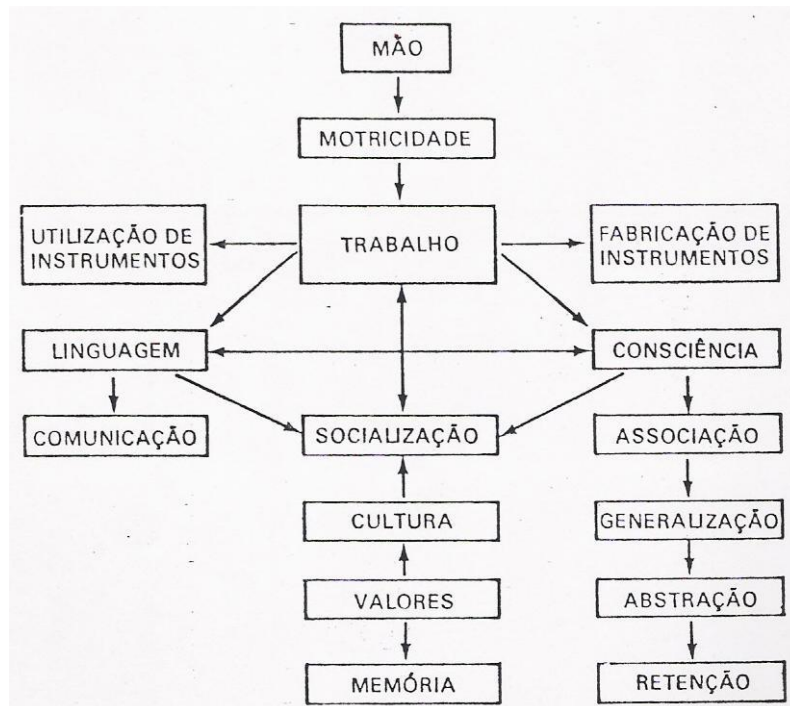 MÃO
MOTRICIDADE
UTILIZAÇÃO DE
INSTRUMENTOS
TRABALHO
FABRICAÇÃO DE
INSTRUMENTOS
LINGUAGEM
CONSCIÊNCIA
COMUNICAÇÃO
SOCIALIZAÇÃO
ASSOCIAÇÃO
CULTURA
GENERALIZAÇÃO
VALORES
ABSTRAÇÃO
MEMÓRIA
RETENÇÃO